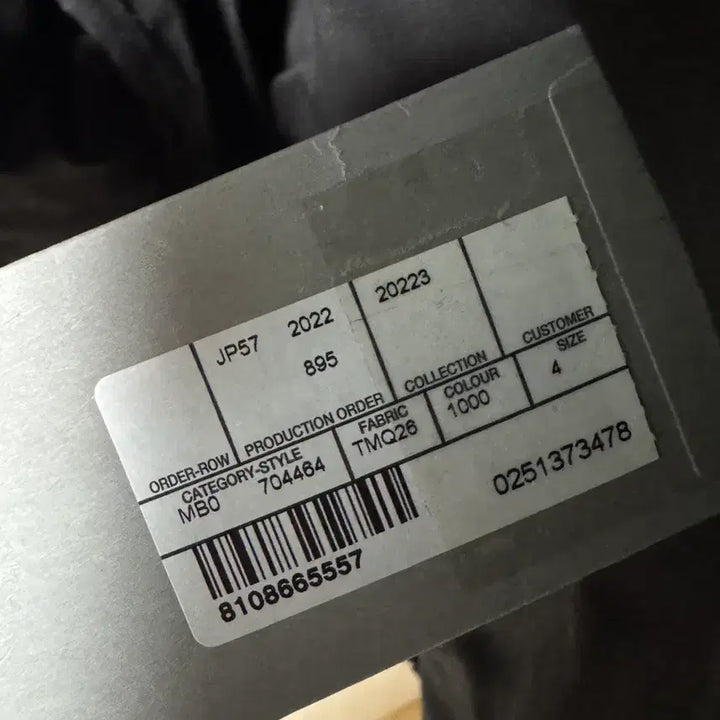 JP57 2022
895
20223
ORDER-ROW
PRODUCTION ORDER
COLLECTION
CUSTOMER
CATEGORY-STYLE
MB0 704464
FABRIC
TMQ26
COLOUR
1000
SIZE
4
8108665557
0251373478